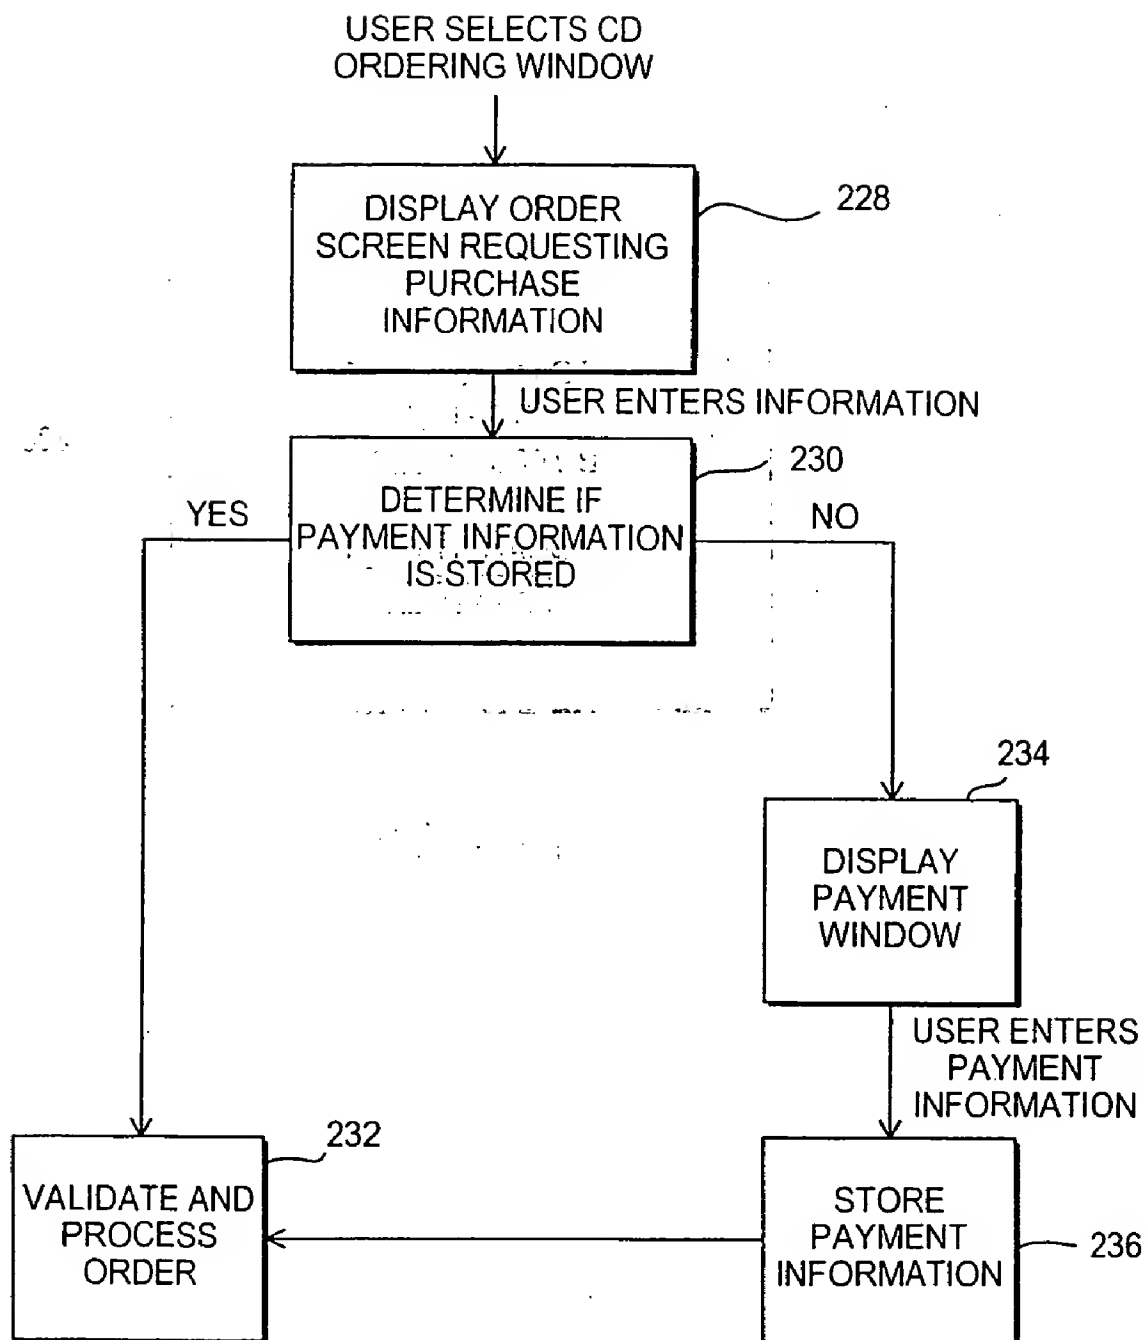 USER SELECTS CD
ORDERING WINDOW
228
DISPLAY ORDER
SCREEN REQUESTING
PURCHASE
INFORMATION
USER ENTERS INFORMATION
230
YES
DETERMINE IF
PAYMENT INFORMATION
IS STORED
NO
234
DISPLAY
PAYMENT
WINDOW
USER ENTERS
PAYMENT
INFORMATION
232
VALIDATE AND
PROCESS
ORDER
STORE
PAYMENT
INFORMATION
236